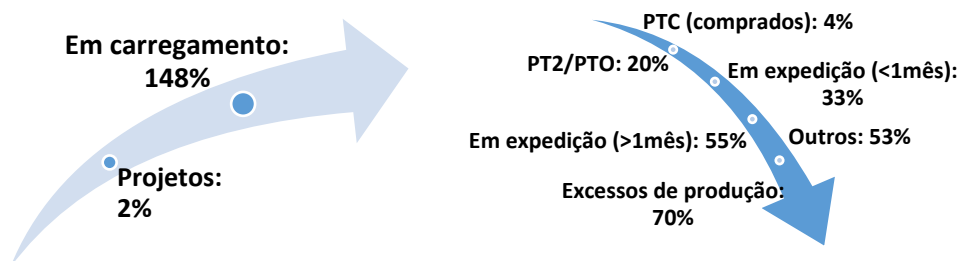 Em carregamento:
148%
Projetos:
2%
PTC (comprados): 4%
PT2/PTO: 20%
Em expedição (<1mês):
33%
Em expedição (>1mês): 55%
Outros: 53%
Excessos de produção:
70%